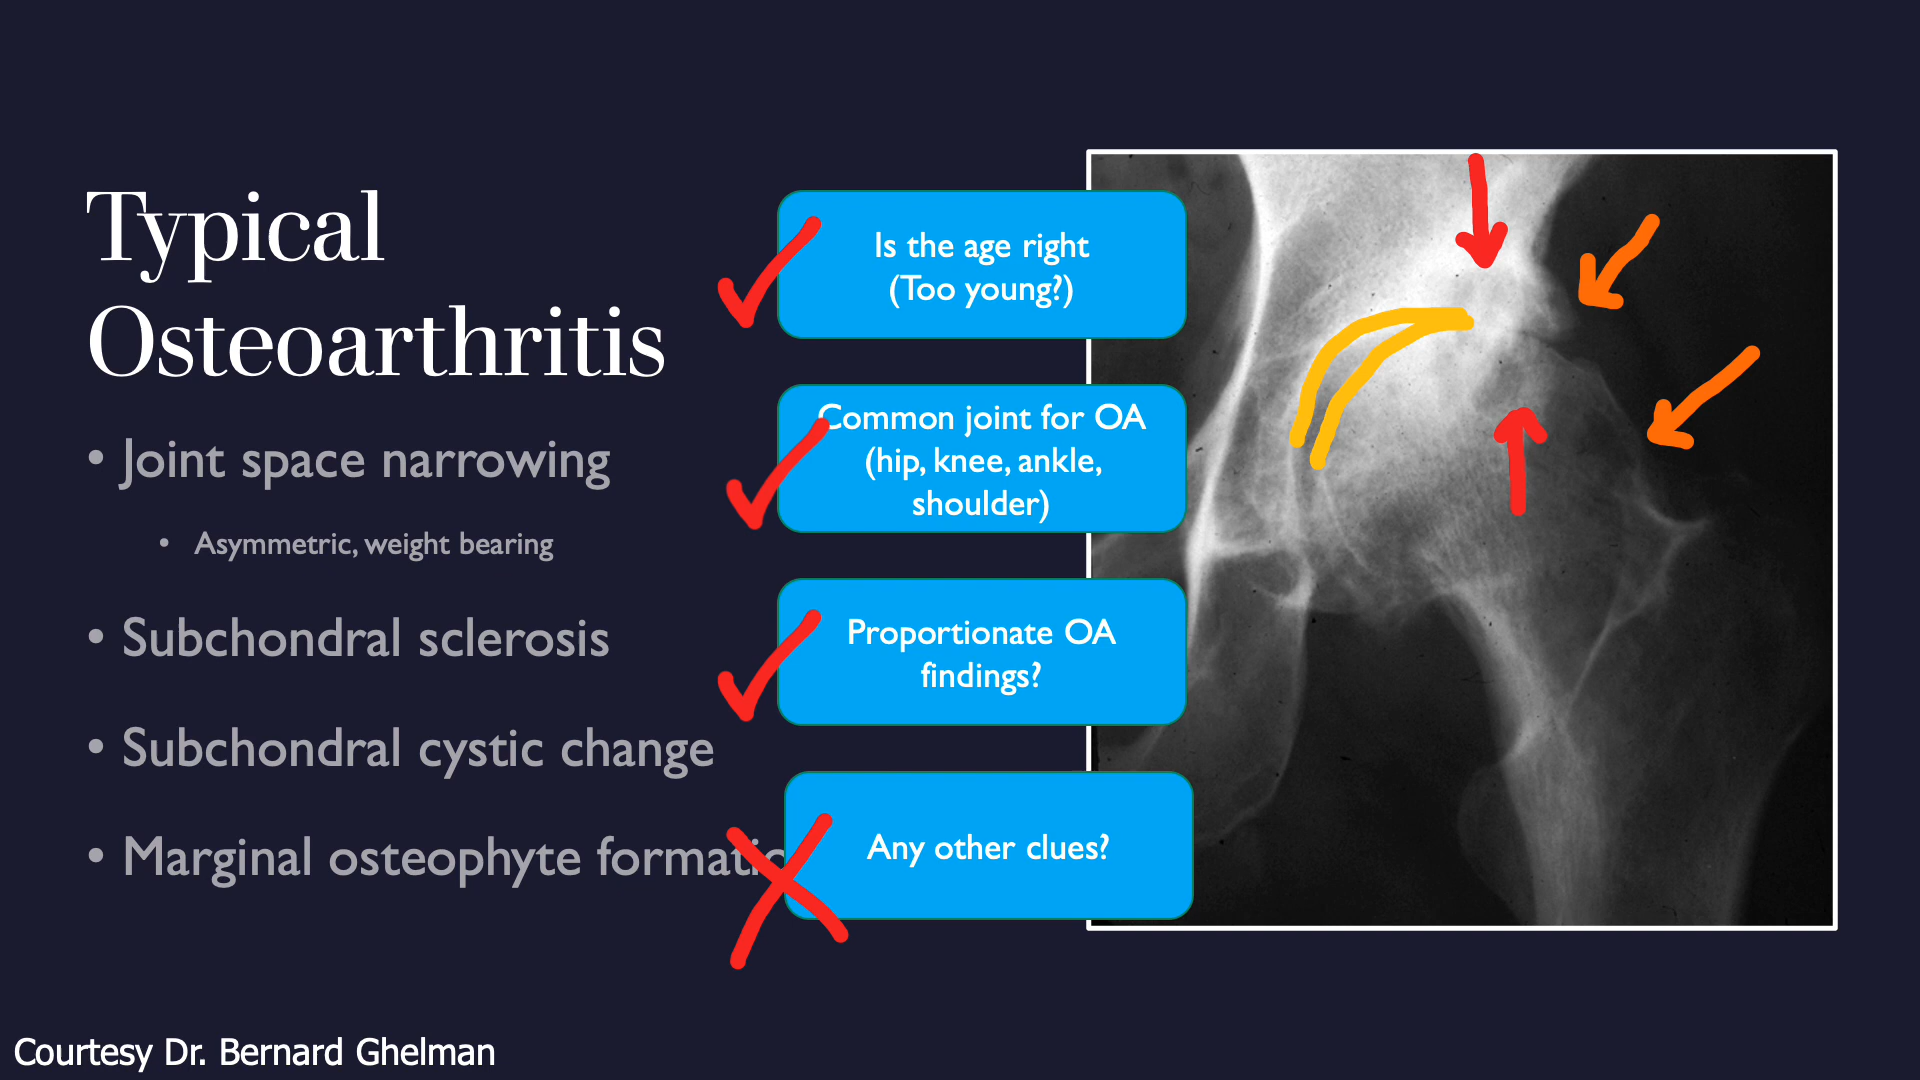 Typical
Osteoarthritis
• Joint space narrowing
• Asymmetric, weight bearing
• Subchondral sclerosis
• Subchondral cystic change
• Marginal osteophyte formatio
Is the age right
(Too young?)
Common joint for OA
(hip, knee, ankle,
shoulder)
Proportionate OA
findings?
Any other clues?
Courtesy Dr. Bernard Ghelman